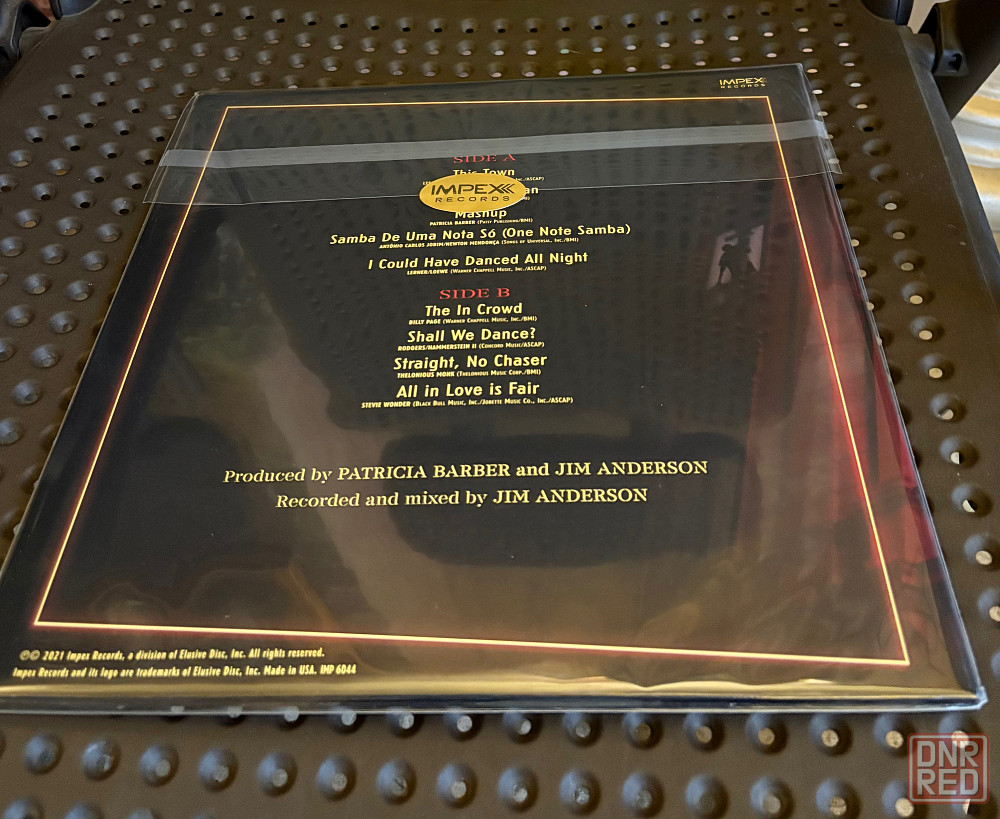 IMPEX
RECORDS
SIDE A
This Town
INC./ASCAP)
IMPEX
RECORDS
Mashup
PATRICIA BARBER (PATSY PUBLISHING/BMI)
Samba De Uma Nota Só (One Note Samba)
ANTÔNIO CARLOS JOBIM/NEWTON MENDONÇA (SONGS OF UNIVERSAL, INC./BMI)
I Could Have Danced All Night
LERNER/LOEWE (WARNER CHAPPELL MUSIC, INC./ASCAP)
SIDE B
The In Crowd
BILLY PAGE (WARNER CHAPPELL MUSIC, INC./BMI)
Shall We Dance?
RODGERS/HAMMERSTEIN II (CONCORD MUSIC/ASCAP)
Straight, No Chaser
THELONIOUS MONK (THELONIOUS MUSIC CORP./BMI)
All in Love is Fair
STEVIE WONDER (BLACK BULL MUSIC, INC./JOBETE MUSIC CO., INC./ASCAP)
Produced by PATRICIA BARBER and JIM ANDERSON
Recorded and mixed by JIM ANDERSON
℗© 2021 Impex Records, a division of Elusive Disc, Inc. All rights reserved.
Impex Records and its logo are trademarks of Elusive Disc, Inc. Made in USA. IMP 6044
DNR
RED